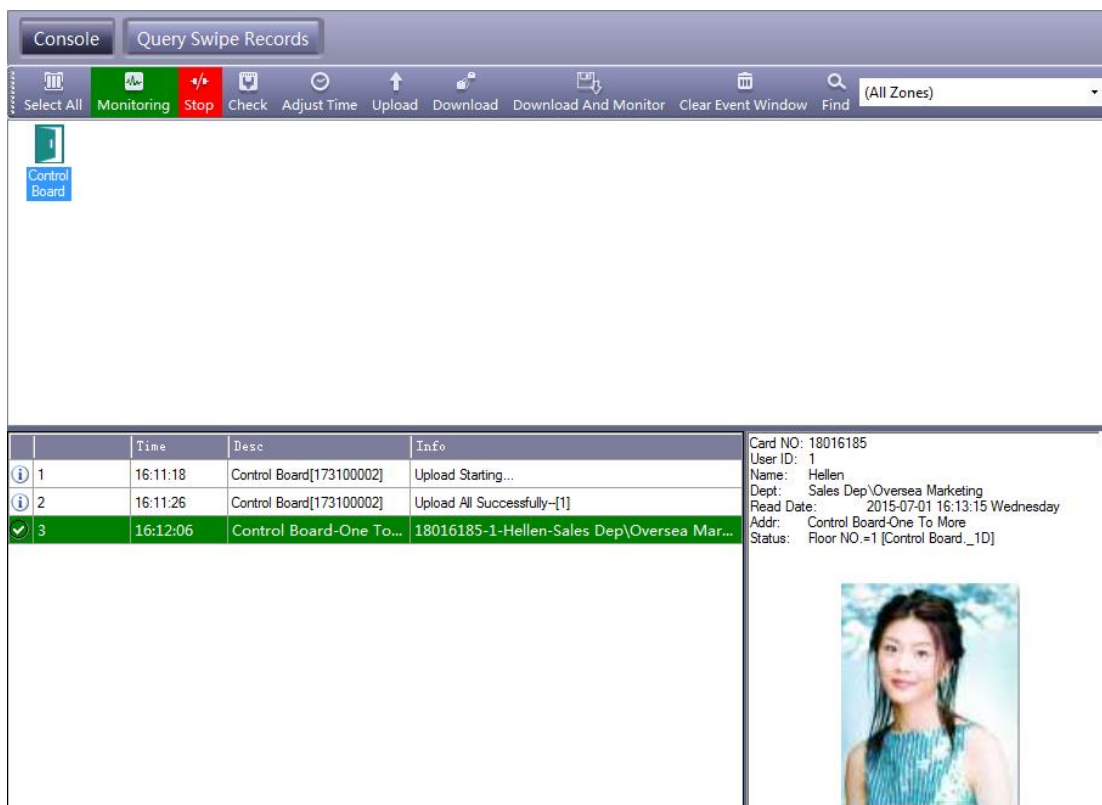 Console Query Swipe Records
Select All Monitoring Stop Check Adjust Time Upload Download Download And Monitor Clear Event Window Find (All Zones)
Control
Board
Time Desc Info
1 16:11:18 Control Board[173100002] Upload Starting...
2 16:11:26 Control Board[173100002] Upload All Successfully--[1]
3 16:12:06 Control Board-One To... 18016185-1-Hellen-Sales Dep\Oversea Mar...
Card NO: 18016185
User ID: 1
Name: Hellen
Dept: Sales Dep\Oversea Marketing
Read Date: 2015-07-01 16:13:15 Wednesday
Addr: Control Board-One To More
Status: Floor NO.=1 [Control Board._1D]